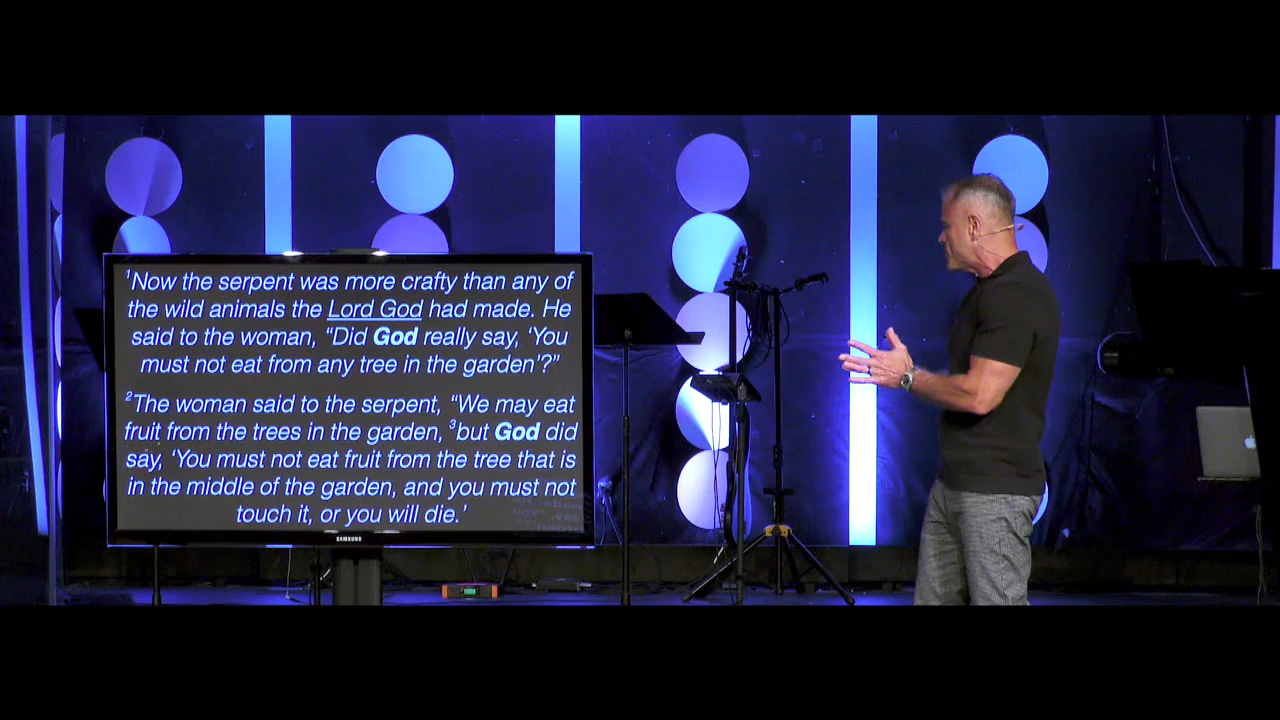 ¹Now the serpent was more crafty than any of
the wild animals the Lord God had made. He
said to the woman, “Did God really say, ‘You
must not eat from any tree in the garden’?”
²The woman said to the serpent, “We may eat
fruit from the trees in the garden, ³but God did
say, ‘You must not eat fruit from the tree that is
in the middle of the garden, and you must not
touch it, or you will die.’
SAMSUNG